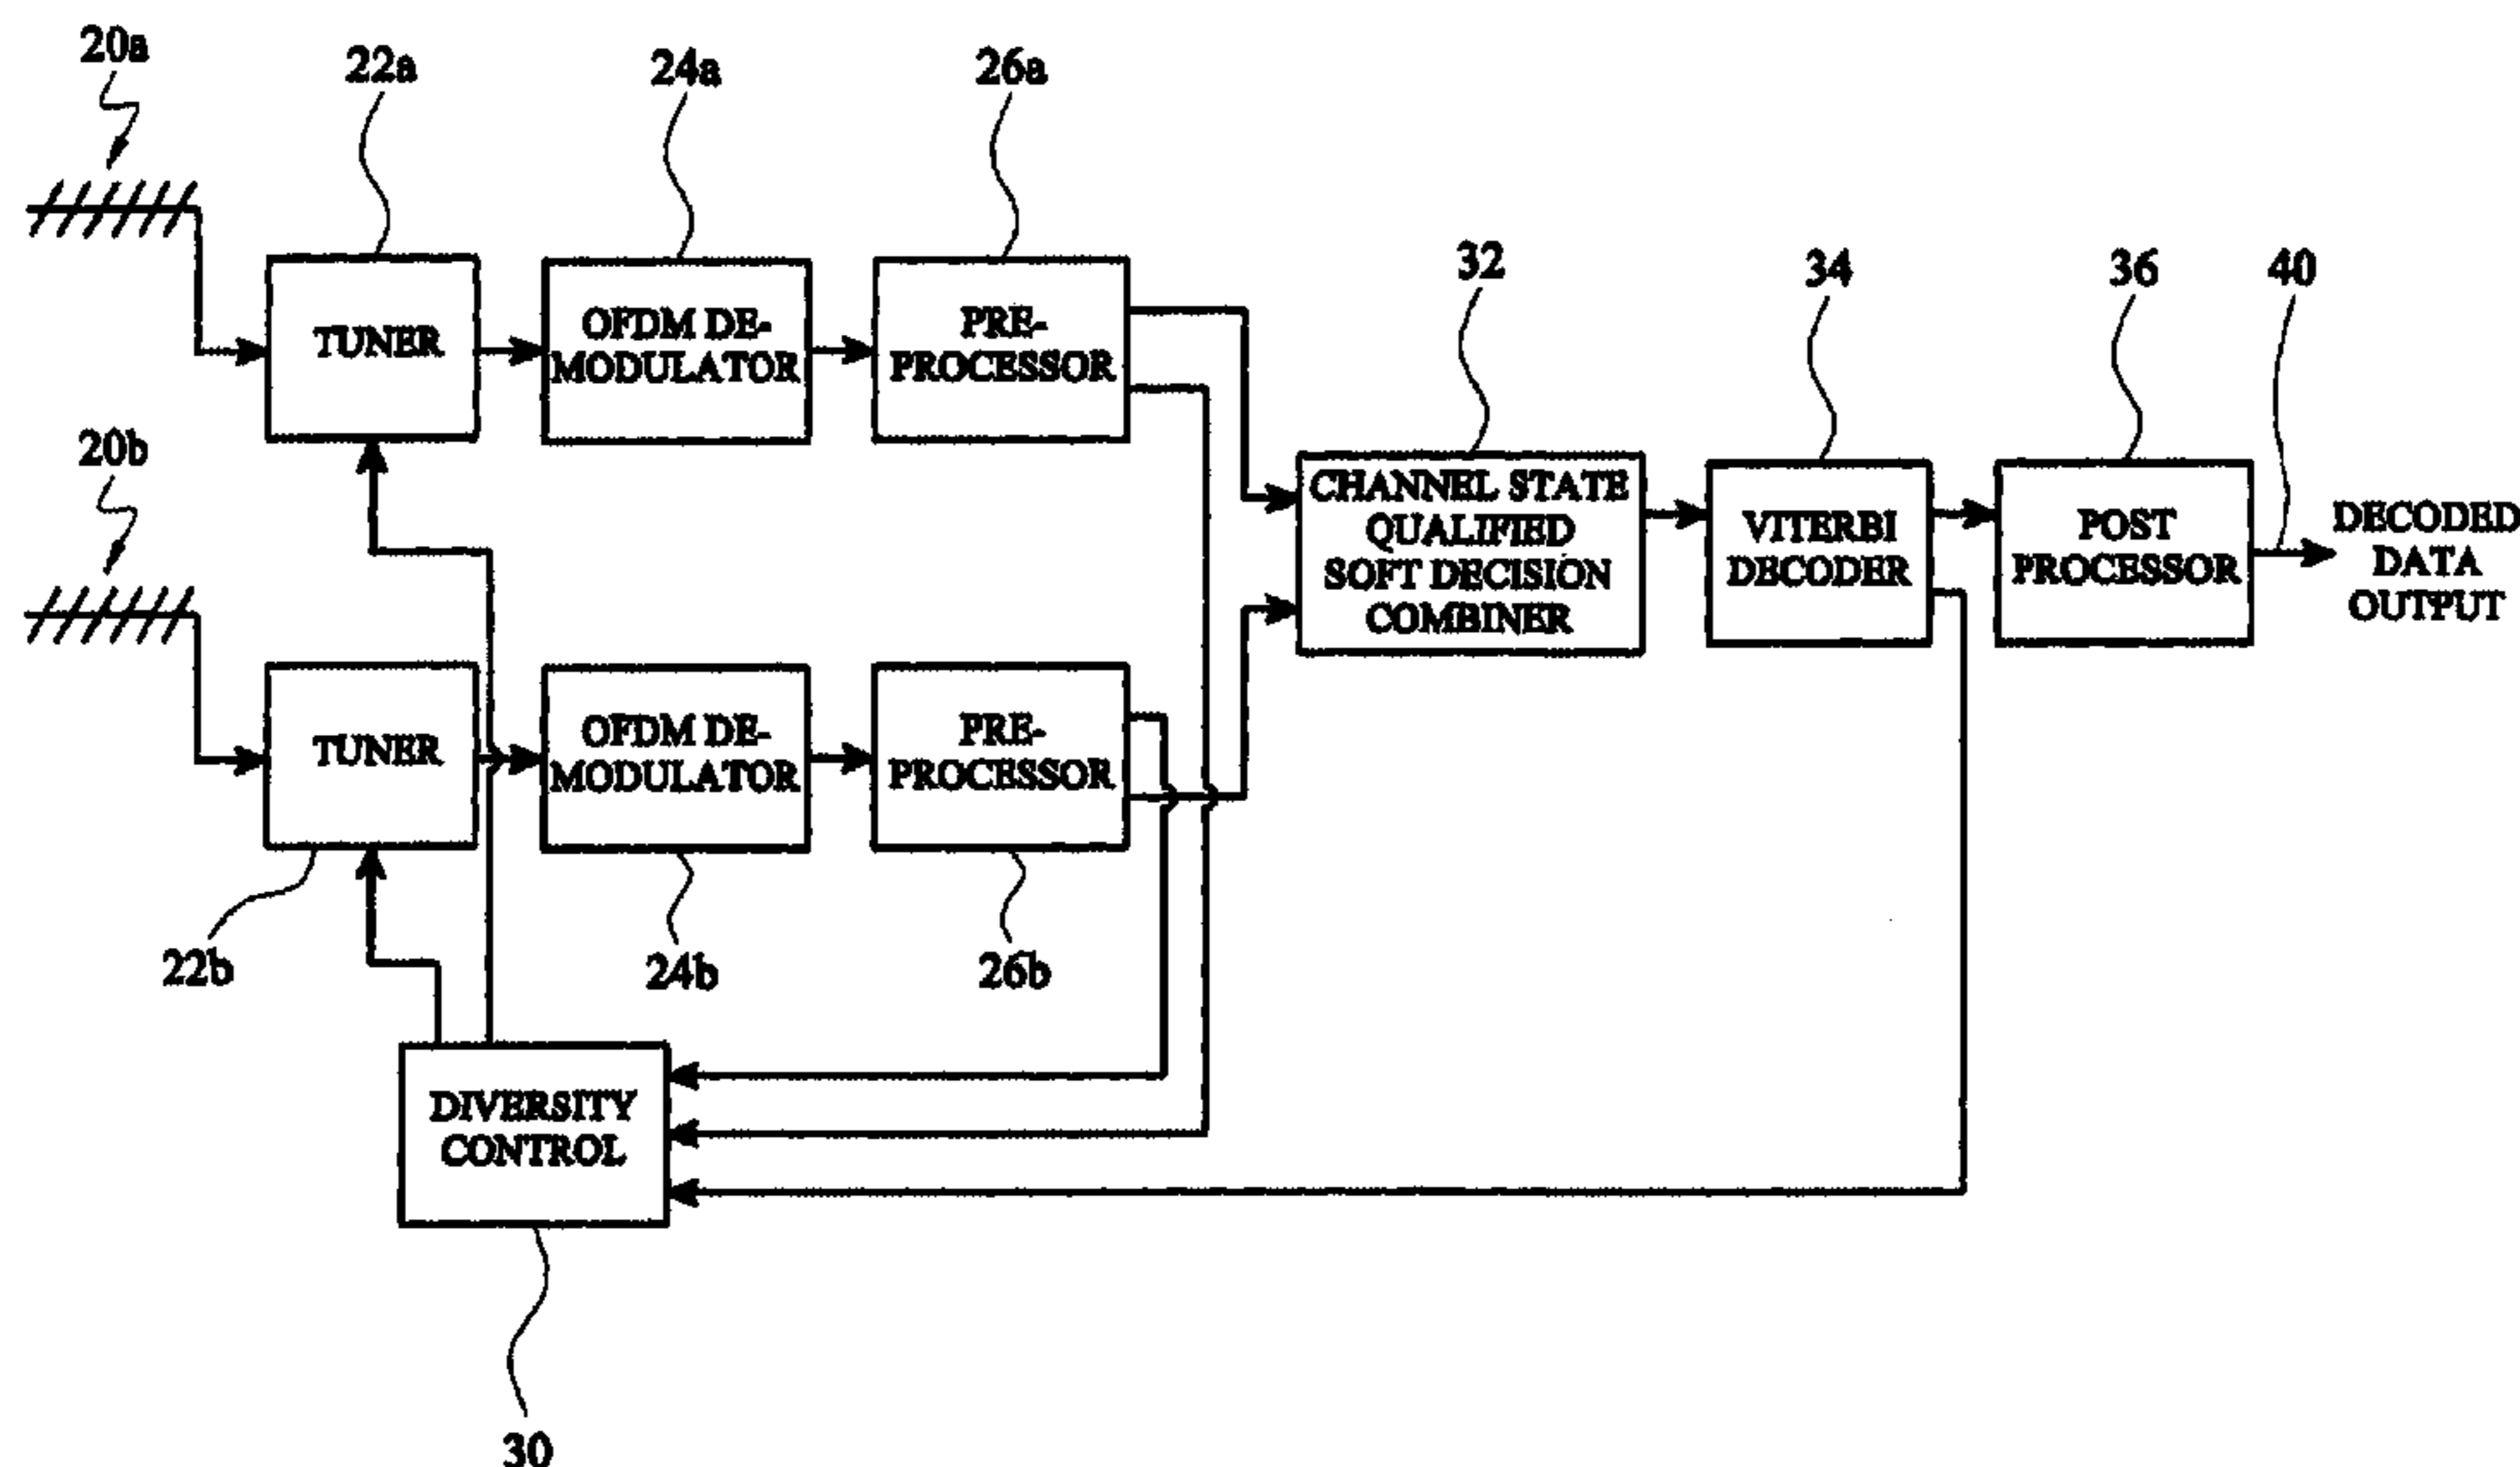 20a
22a
24a
26a
TUNER
OFDM DE-
MODULATOR
PRE-
PROCESSOR
32
34
36
40
20b
CHANNEL STATE
QUALIFIED
SOFT DECISION
COMBINER
VITERBI
DECODER
POST
PROCESSOR
DECODED
DATA
OUTPUT
TUNER
OFDM DE-
MODULATOR
PRE-
PROCESSOR
22b
24b
26b
DIVERSITY
CONTROL
30